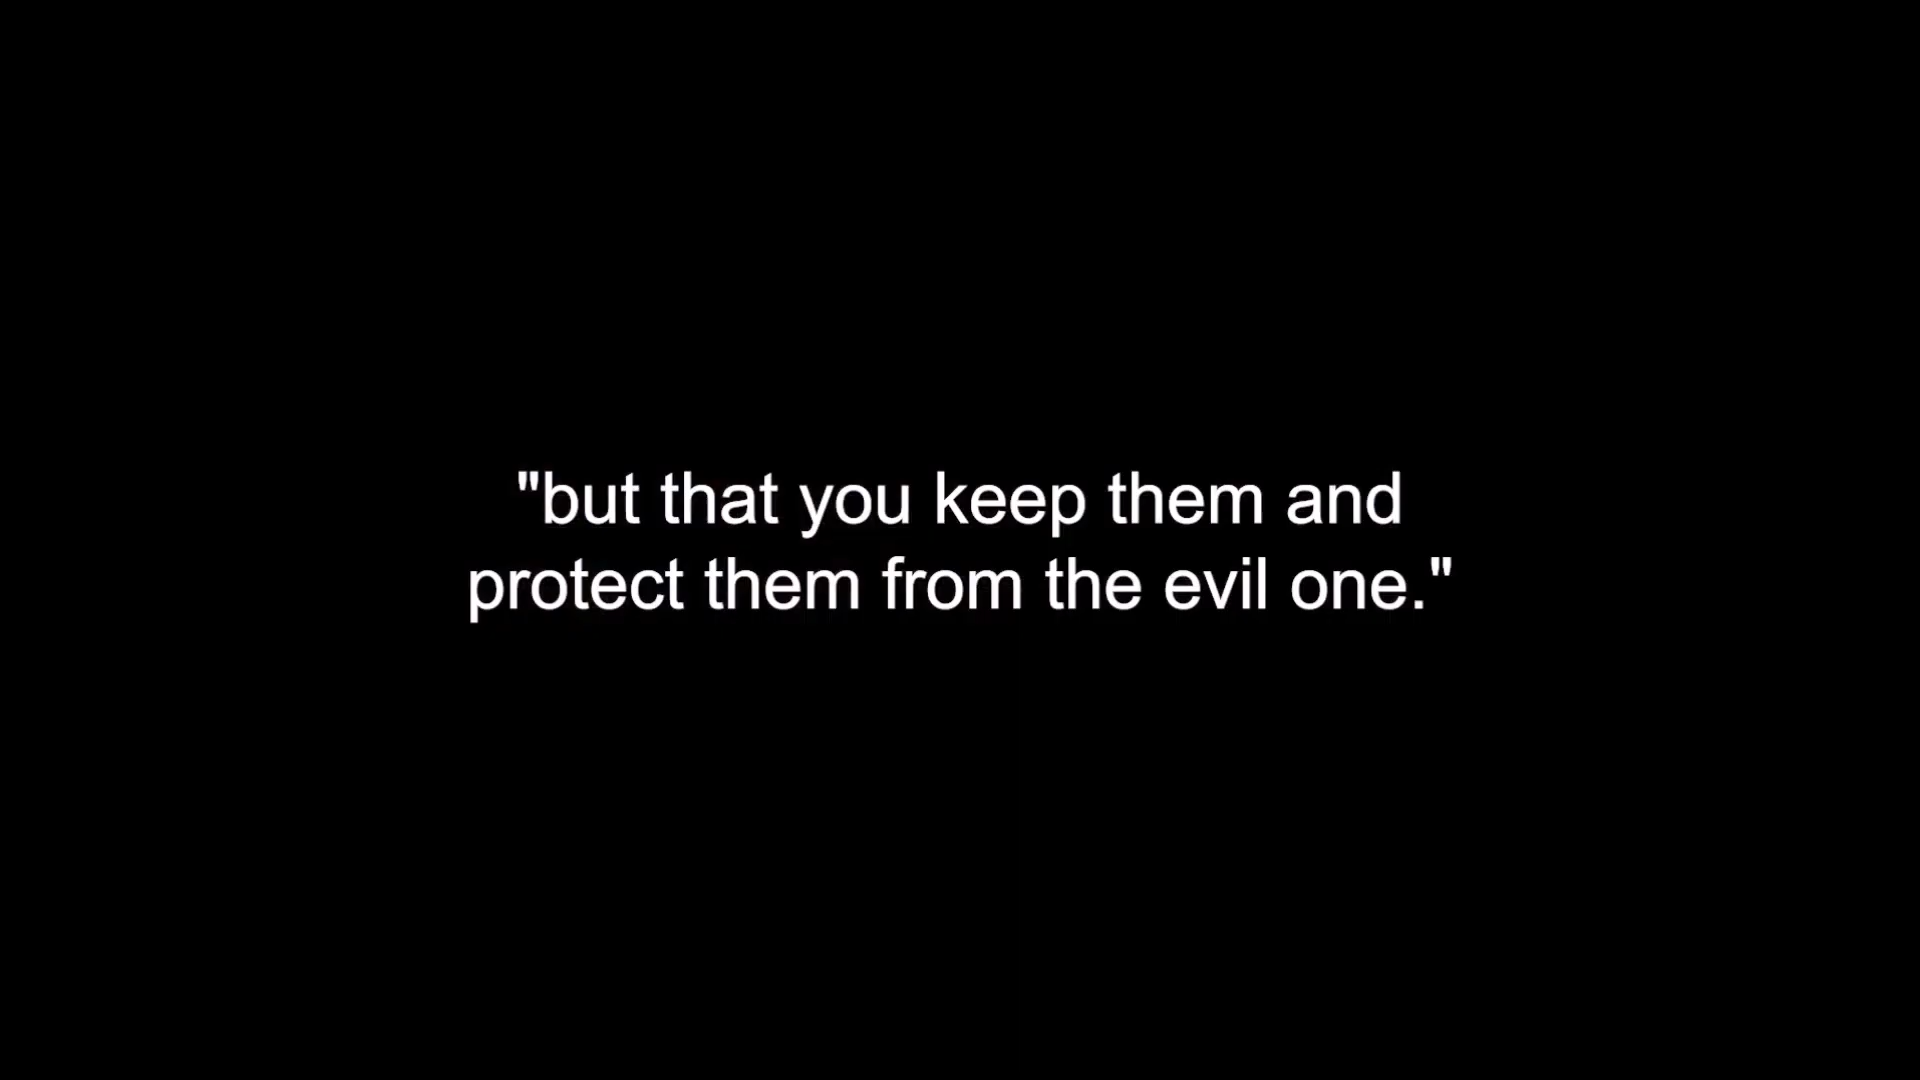 "but that you keep them and
protect them from the evil one."